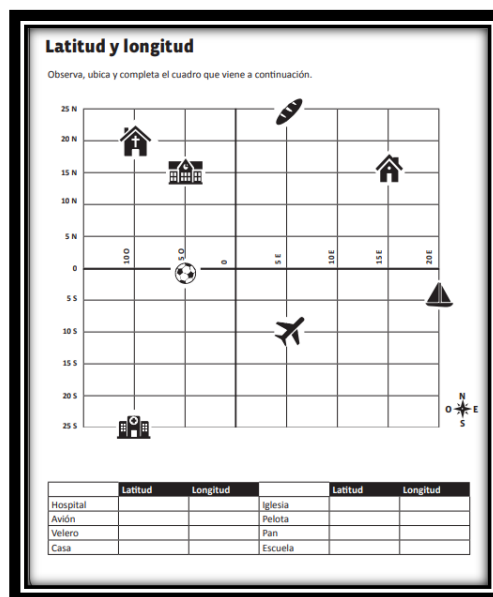 Latitud y longitud
Observa, ubica y completa el cuadro que viene a continuación.
25 N
20 N
15 N
10 N
5 N
10 O
5 O
0
5 E
10 E
15 E
20 E
0
5 S
10 S
15 S
20 S
25 S
N
O E
S
Latitud Longitud Latitud Longitud
Hospital Iglesia
Avión Pelota
Velero Pan
Casa Escuela